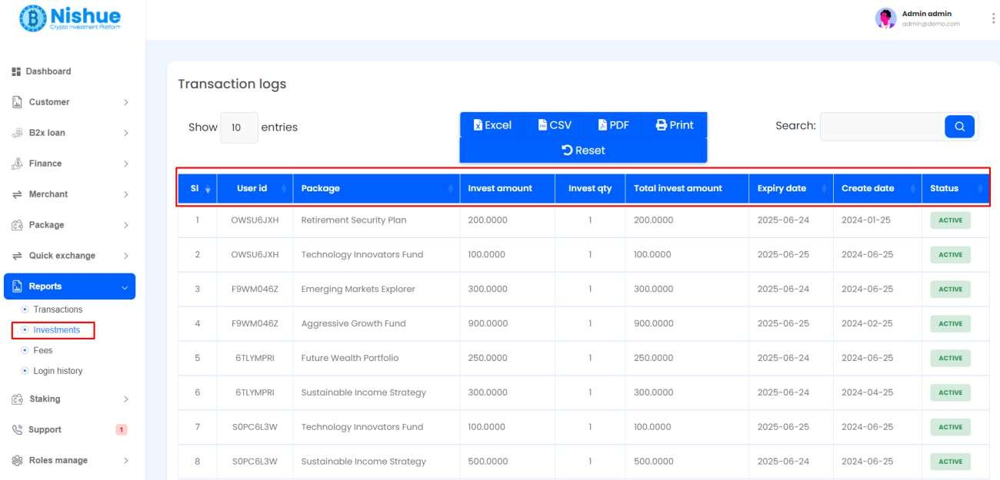 Nishue
Crypto Investment Platform
Admin admin
admin@demo.com
Dashboard
Customer
B2x loan
Finance
Merchant
Package
Quick exchange
Reports
Transactions
Investments
Fees
Login history
Staking
Support 1
Roles manage
Transaction logs
Show 10 entries
Excel CSV PDF Print
Reset
Search:
Sl User id Package Invest amount Invest qty Total invest amount Expiry date Create date Status
1 OWSU6JXH Retirement Security Plan 200.0000 1 200.0000 2025-06-24 2024-01-25 ACTIVE
2 OWSU6JXH Technology Innovators Fund 100.0000 1 100.0000 2025-06-25 2024-06-25 ACTIVE
3 F9WM046Z Emerging Markets Explorer 300.0000 1 300.0000 2025-06-24 2024-06-25 ACTIVE
4 F9WM046Z Aggressive Growth Fund 900.0000 1 900.0000 2025-06-24 2024-02-25 ACTIVE
5 6TLYMPRI Future Wealth Portfolio 250.0000 1 250.0000 2025-06-24 2024-06-25 ACTIVE
6 6TLYMPRI Sustainable Income Strategy 300.0000 1 300.0000 2025-06-24 2024-04-25 ACTIVE
7 S0PC6L3W Technology Innovators Fund 100.0000 1 100.0000 2025-06-25 2024-06-25 ACTIVE
8 S0PC6L3W Sustainable Income Strategy 500.0000 1 500.0000 2025-06-24 2024-06-25 ACTIVE